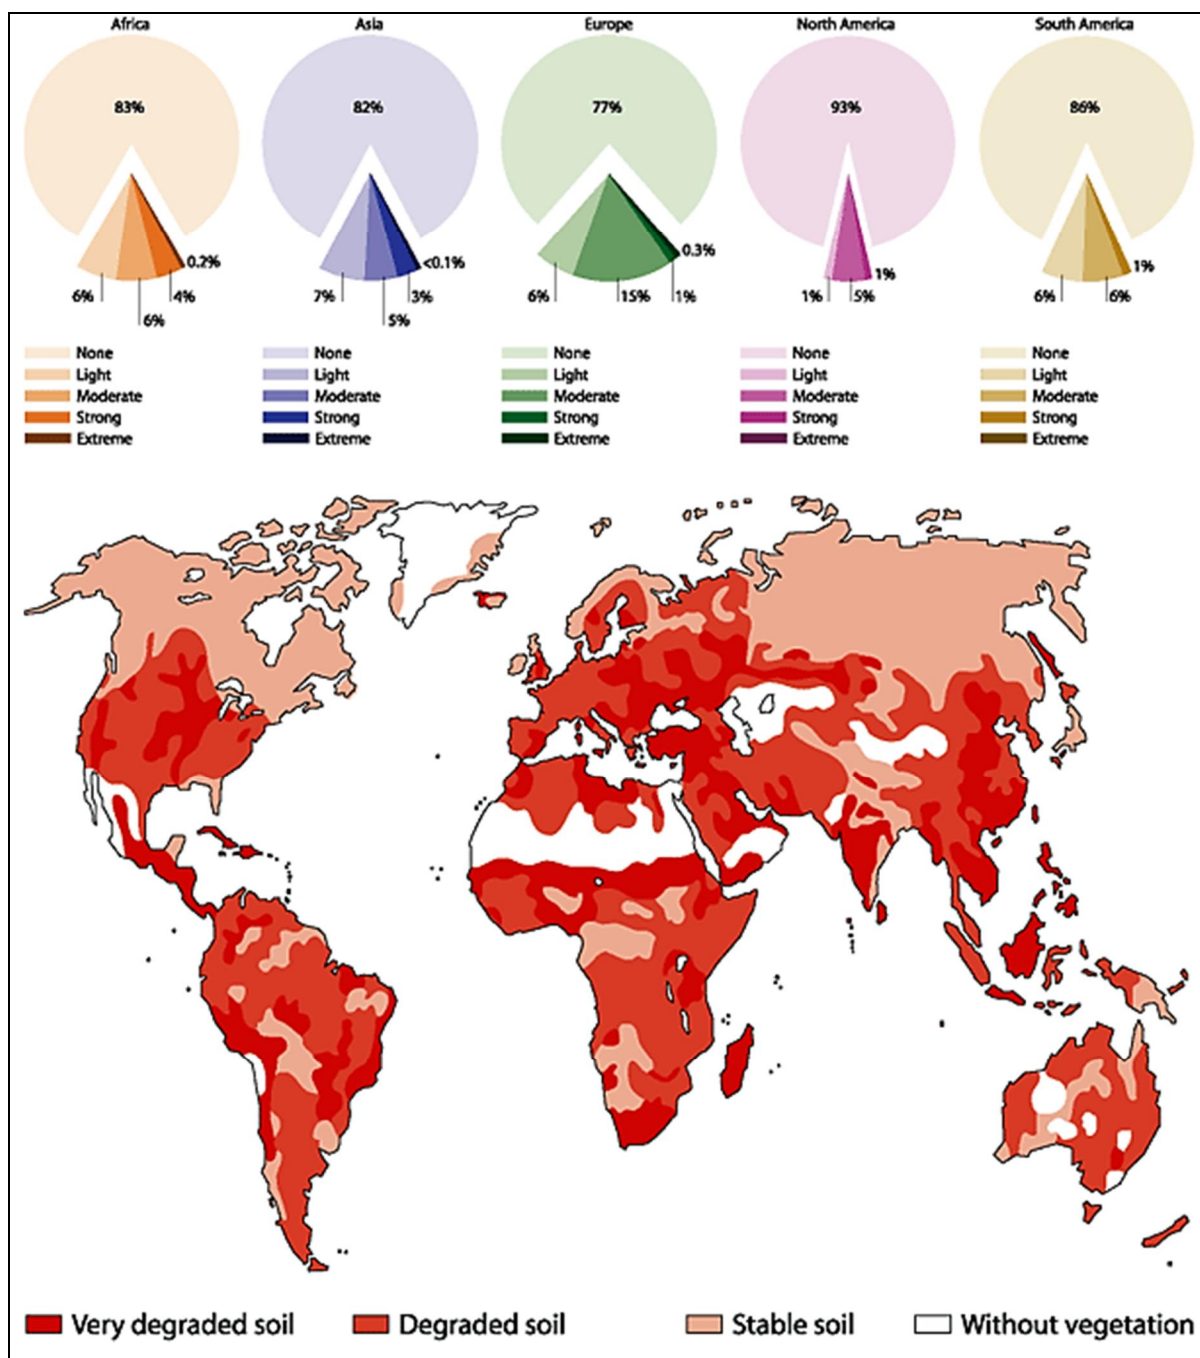 Africa Asia Europe North America South America
83% 82% 77% 93% 86%
0.2% <0.1% 0.3% 1% 1%
6% 4% 7% 3% 6% 15% 1% 1% 5% 6% 6%
6% 5%
None None None None None
Light Light Light Light Light
Moderate Moderate Moderate Moderate Moderate
Strong Strong Strong Strong Strong
Extreme Extreme Extreme Extreme Extreme
Very degraded soil Degraded soil Stable soil Without vegetation